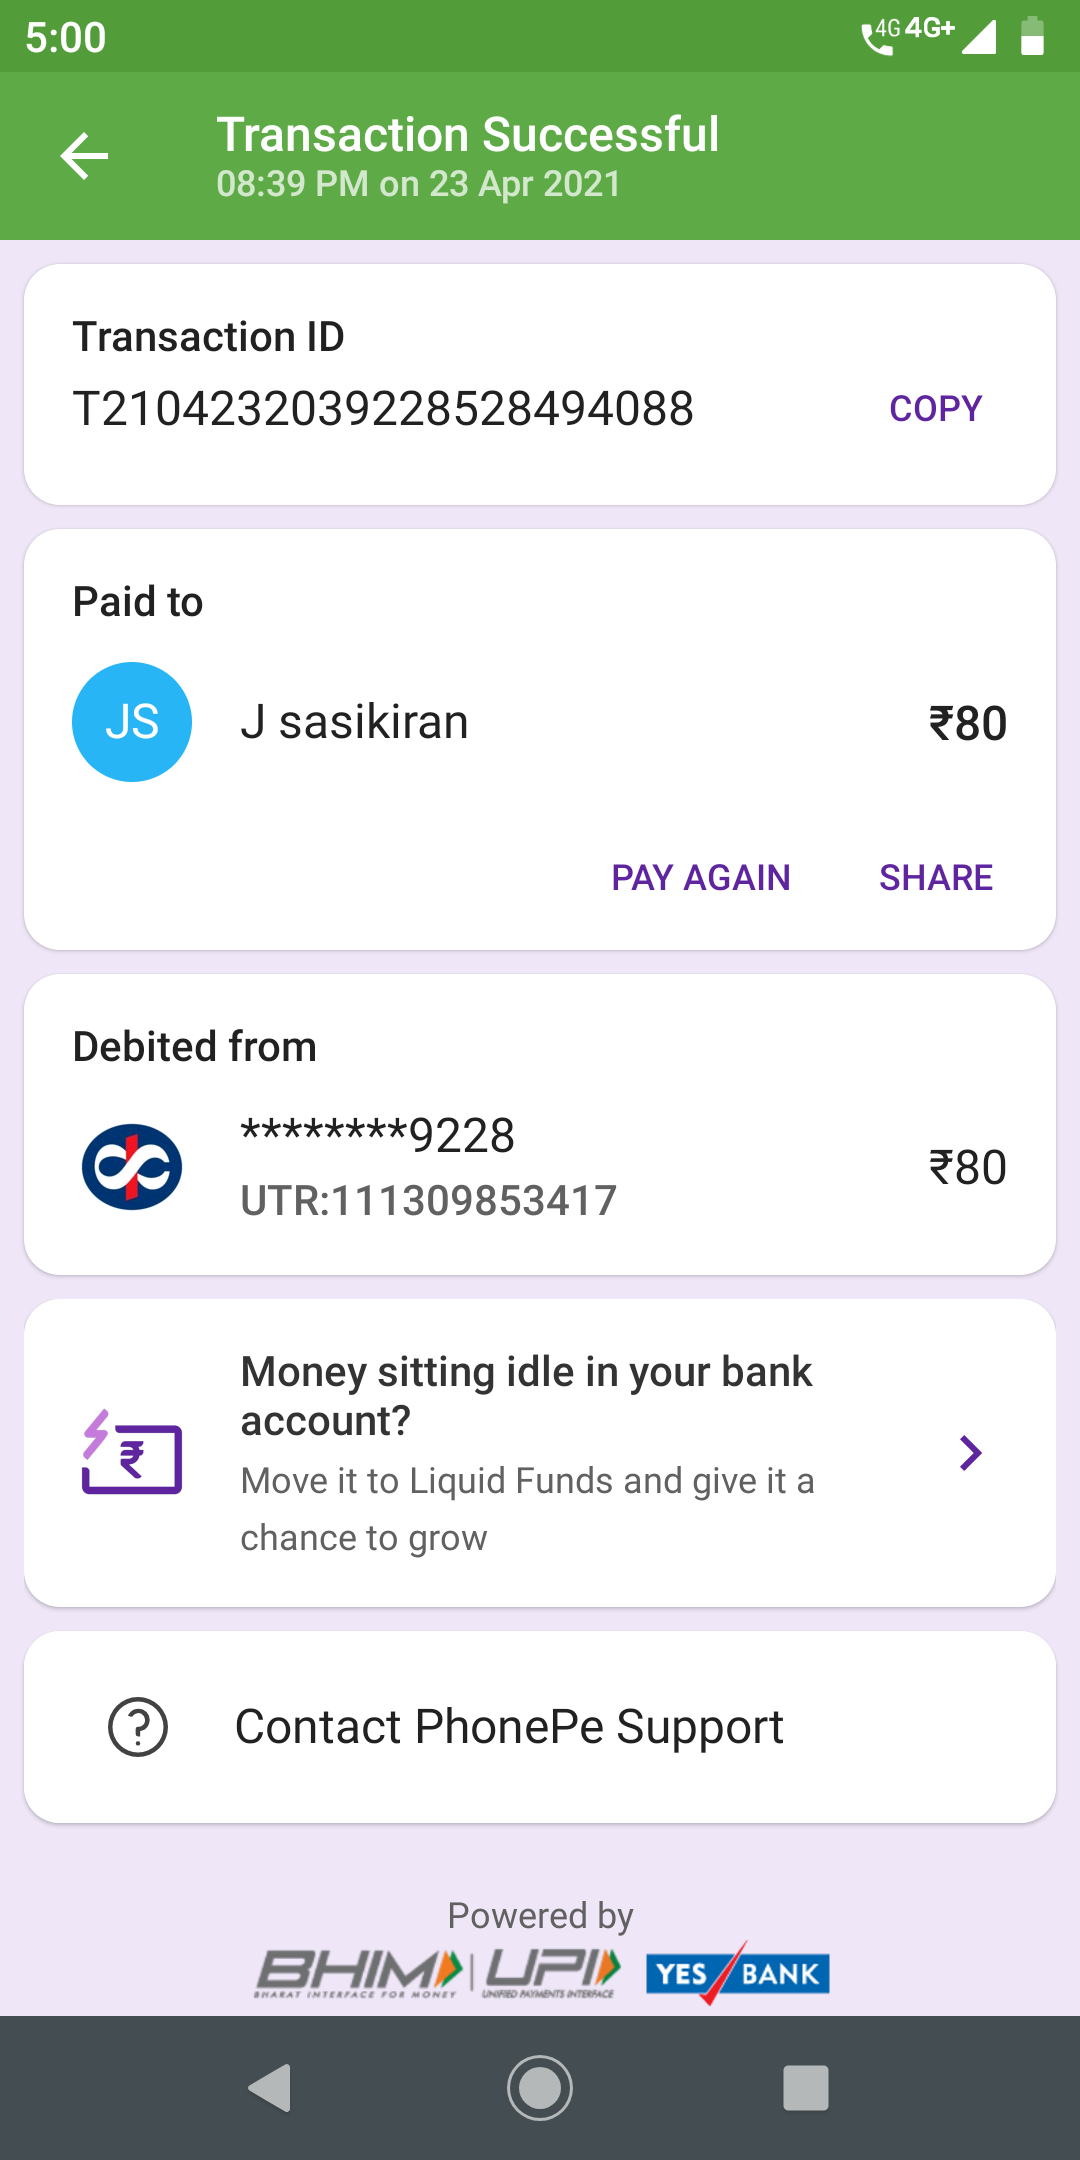 5:00
4G 4G+
Transaction Successful
08:39 PM on 23 Apr 2021
Transaction ID
T2104232039228528494088
COPY
Paid to
JS
J sasikiran
₹80
PAY AGAIN
SHARE
Debited from
********9228
₹80
UTR:111309853417
Money sitting idle in your bank
account?
₹
Move it to Liquid Funds and give it a
chance to grow
?
Contact PhonePe Support
Powered by
BHIM UPI YES BANK
BHARAT INTERFACE FOR MONEY UNIFIED PAYMENTS INTERFACE